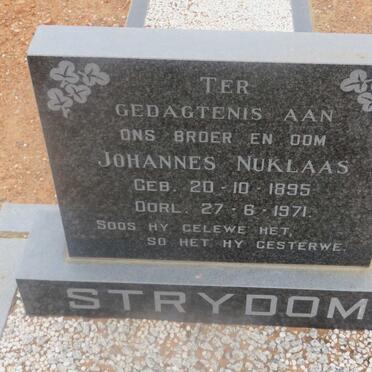 TER
GEDAGTENIS AAN
ONS BROER EN OOM
JOHANNES NUKLAAS
GEB. 20-10-1895
OORL. 27-6-1971.
SOOS HY GELEWE HET,
SO HET HY GESTERWE.
STRYDOM